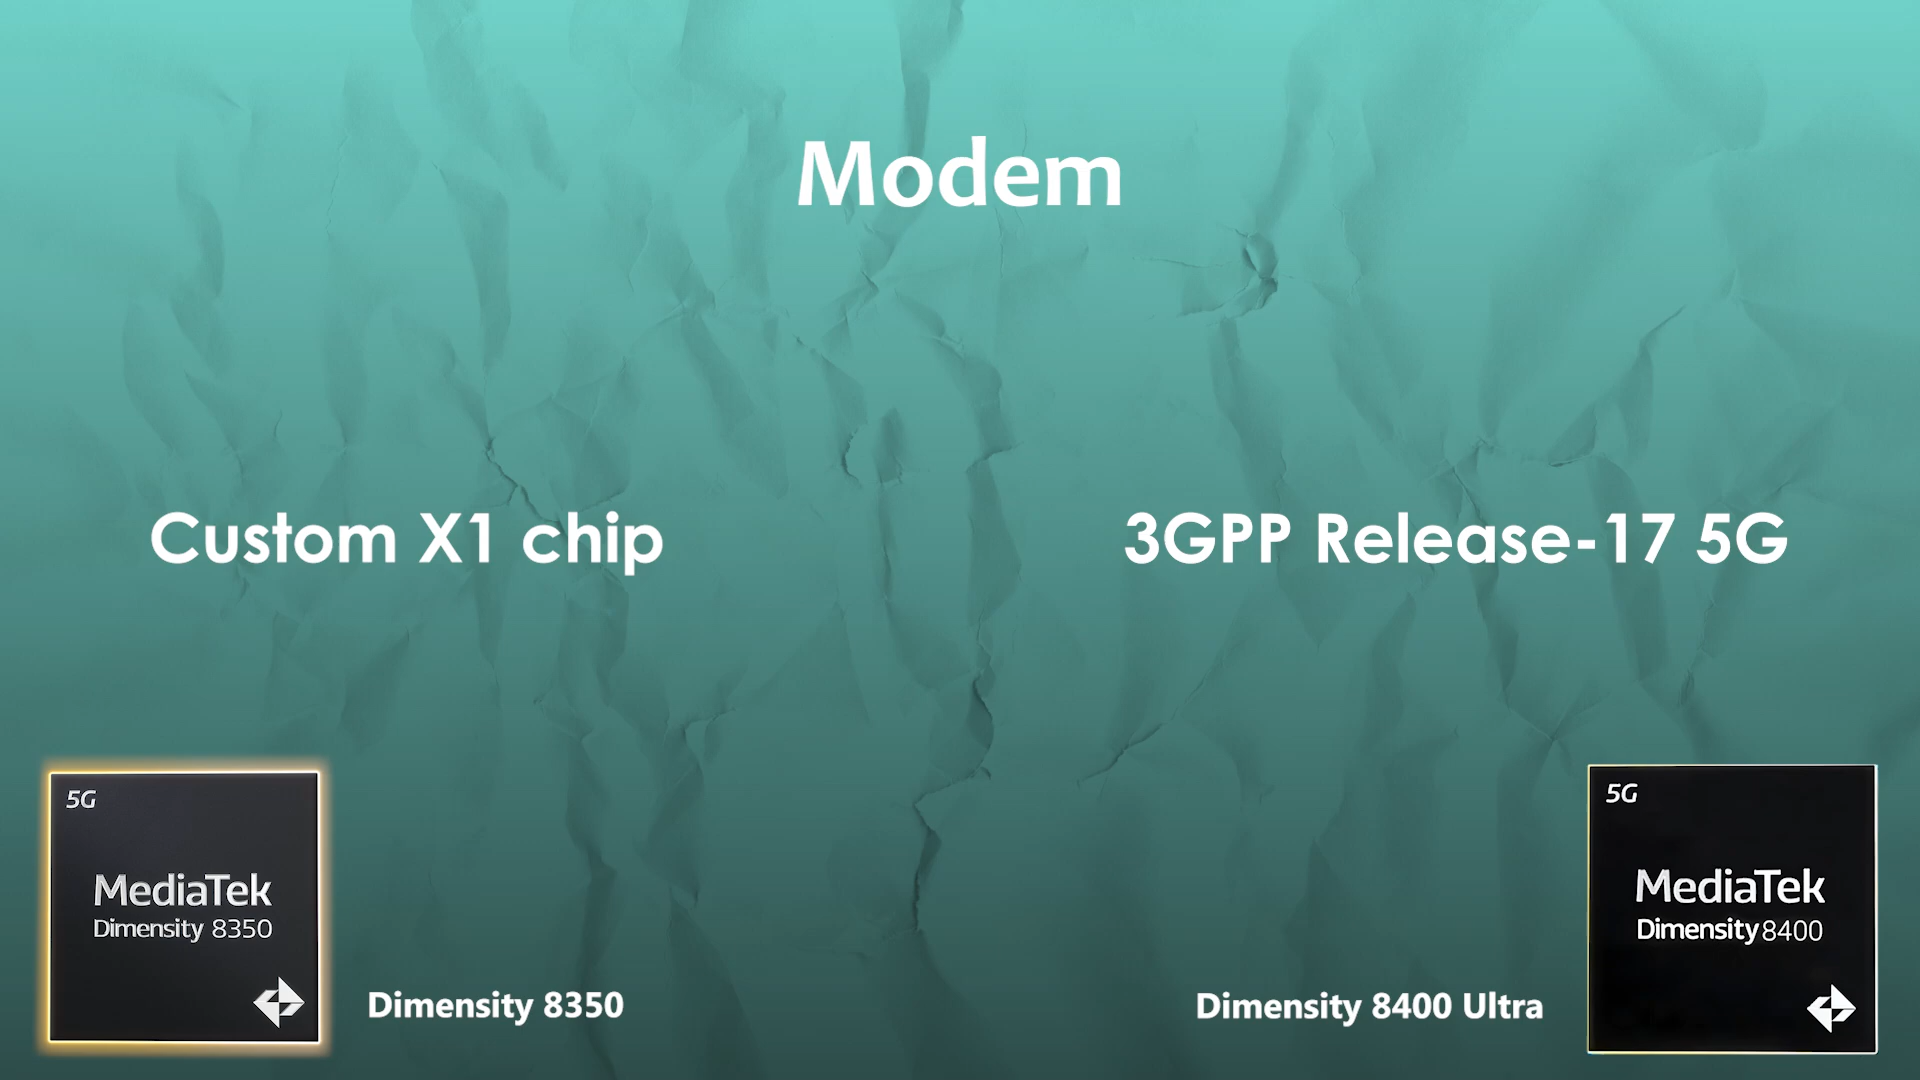 Modem
Custom X1 chip
3GPP Release-17 5G
5G
MediaTek
Dimensity 8350
Dimensity 8350
Dimensity 8400 Ultra
5G
MediaTek
Dimensity 8400